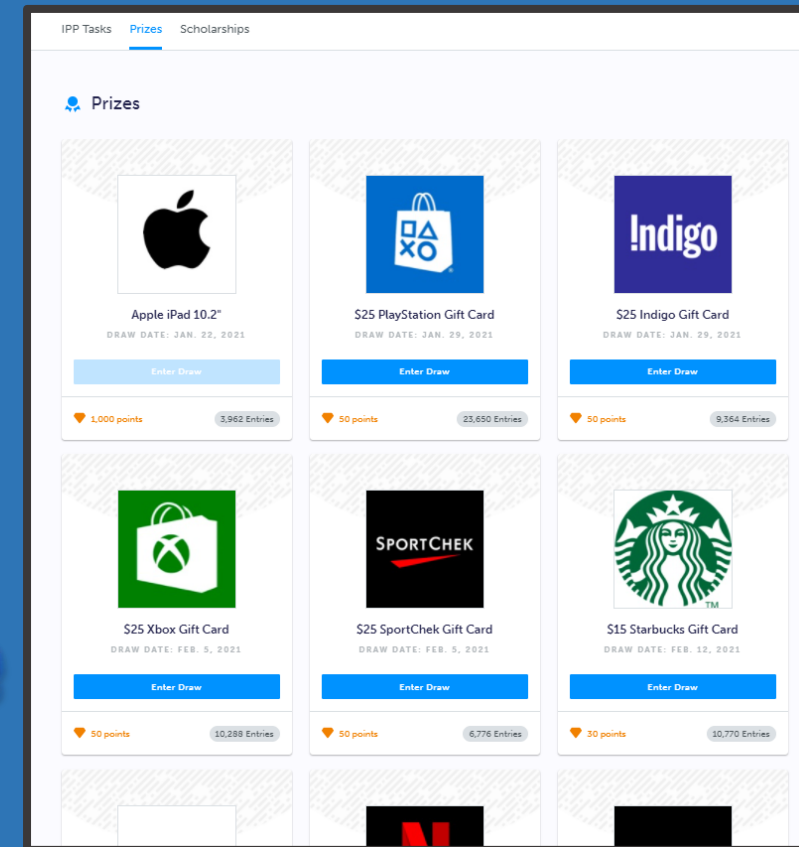 IPP Tasks Prizes Scholarships
Prizes
!ndigo
Apple iPad 10.2" $25 PlayStation Gift Card $25 Indigo Gift Card
DRAW DATE: JAN. 22, 2021 DRAW DATE: JAN. 29, 2021 DRAW DATE: JAN. 29, 2021
Enter Draw Enter Draw Enter Draw
1,000 points 3,962 Entries 50 points 23,650 Entries 50 points 9,364 Entries
SPORTCHEK
TM
$25 Xbox Gift Card $25 SportChek Gift Card $15 Starbucks Gift Card
DRAW DATE: FEB. 5, 2021 DRAW DATE: FEB. 5, 2021 DRAW DATE: FEB. 12, 2021
Enter Draw Enter Draw Enter Draw
50 points 10,288 Entries 50 points 6,776 Entries 30 points 10,770 Entries
N